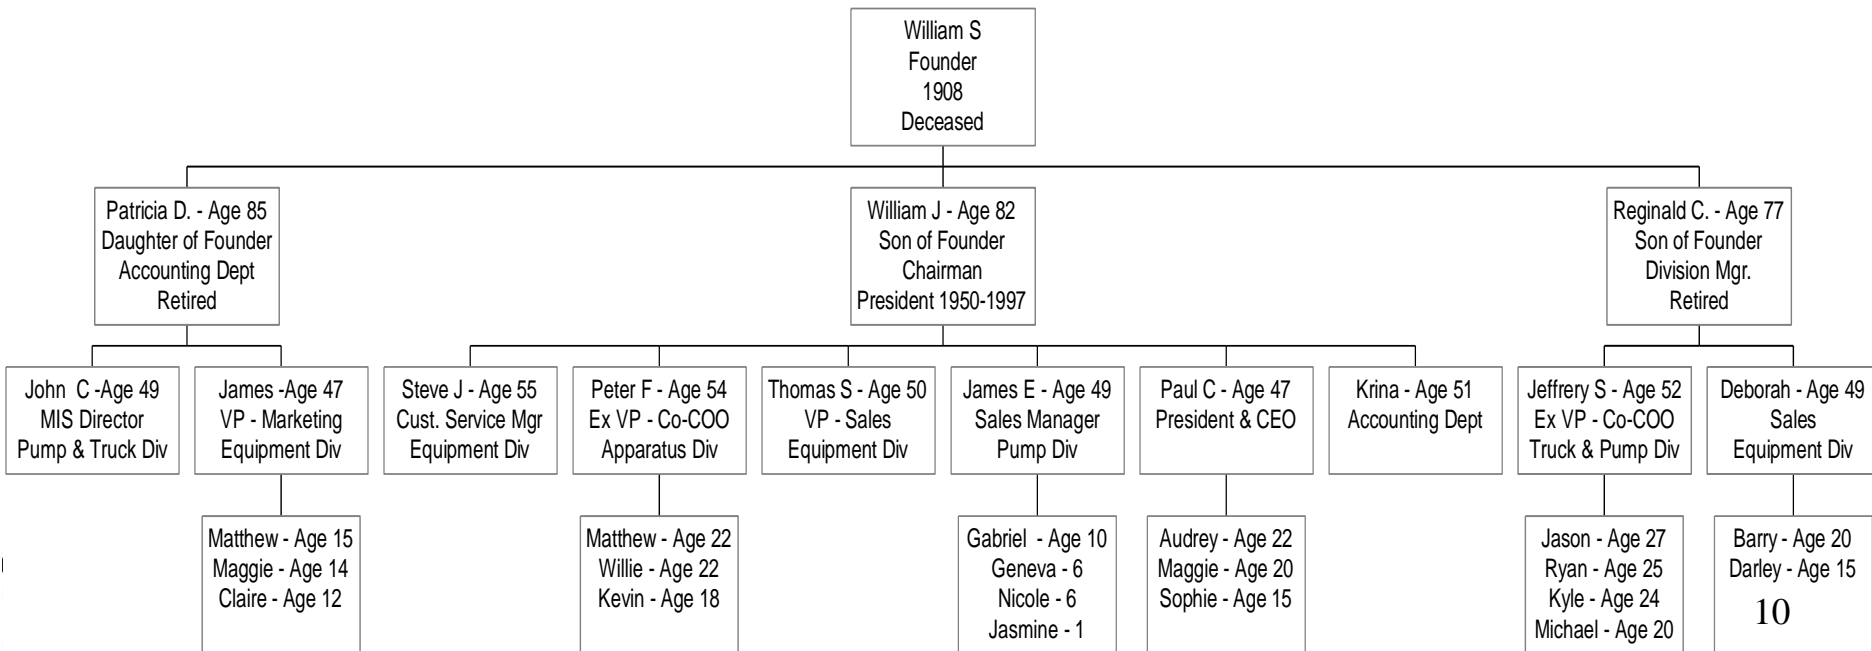 William S
Founder
1908
Deceased
Patricia D. - Age 85
Daughter of Founder
Accounting Dept
Retired
William J - Age 82
Son of Founder
Chairman
President 1950-1997
Reginald C. - Age 77
Son of Founder
Division Mgr.
Retired
John  C -Age 49
MIS Director
Pump & Truck Div
James -Age 47
VP - Marketing
Equipment Div
Steve J - Age 55
Cust. Service Mgr
Equipment Div
Peter F - Age 54
Ex VP - Co-COO
Apparatus Div
Thomas S - Age 50
VP - Sales
Equipment Div
James E - Age 49
Sales Manager
Pump Div
Paul C - Age 47
President & CEO
Krina - Age 51
Accounting Dept
Jeffrery S - Age 52
Ex VP - Co-COO
Truck & Pump Div
Deborah - Age 49
Sales
Equipment Div
Matthew - Age 15
Maggie - Age 14
Claire - Age 12
Matthew - Age 22
Willie - Age 22
Kevin - Age 18
Gabriel  - Age 10
Geneva - 6
Nicole - 6
Jasmine - 1
Audrey - Age 22
Maggie - Age 20
Sophie - Age 15
Jason - Age 27
Ryan - Age 25
Kyle - Age 24
Michael - Age 20
Barry - Age 20
Darley - Age 15
10